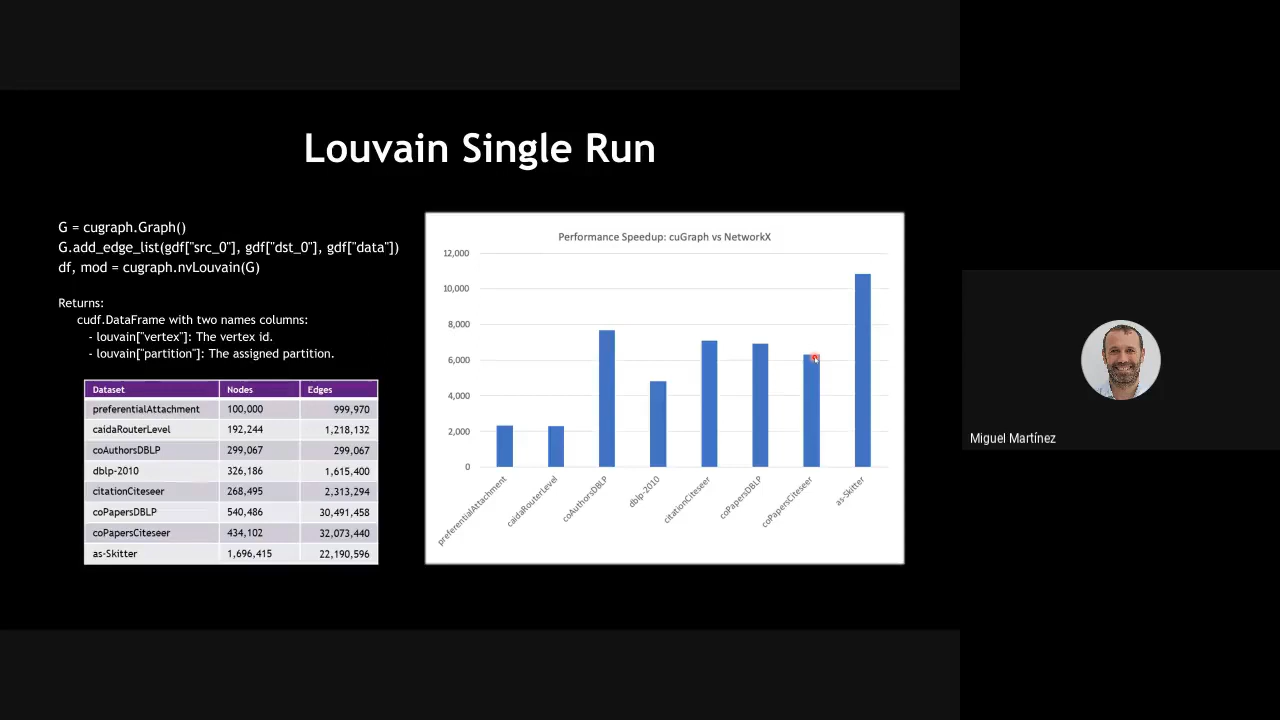 Louvain Single Run
G = cugraph.Graph()
G.add_edge_list(gdf["src_0"], gdf["dst_0"], gdf["data"])
df, mod = cugraph.nvLouvain(G)
Returns:
cudf.DataFrame with two names columns:
- louvain["vertex"]: The vertex id.
- louvain["partition"]: The assigned partition.
Dataset Nodes Edges
preferentialAttachment 100,000 999,970
caidaRouterLevel 192,244 1,218,132
coAuthorsDBLP 299,067 299,067
dblp-2010 326,186 1,615,400
citationCiteseer 268,495 2,313,294
coPapersDBLP 540,486 30,491,458
coPapersCiteseer 434,102 32,073,440
as-Skitter 1,696,415 22,190,596
Performance Speedup: cuGraph vs NetworkX
12,000
10,000
8,000
6,000
4,000
2,000
0
preferentialAttachment
caidaRouterLevel
coAuthorsDBLP
dblp-2010
citationCiteseer
coPapersDBLP
coPapersCiteseer
as-Skitter
Miguel Martínez